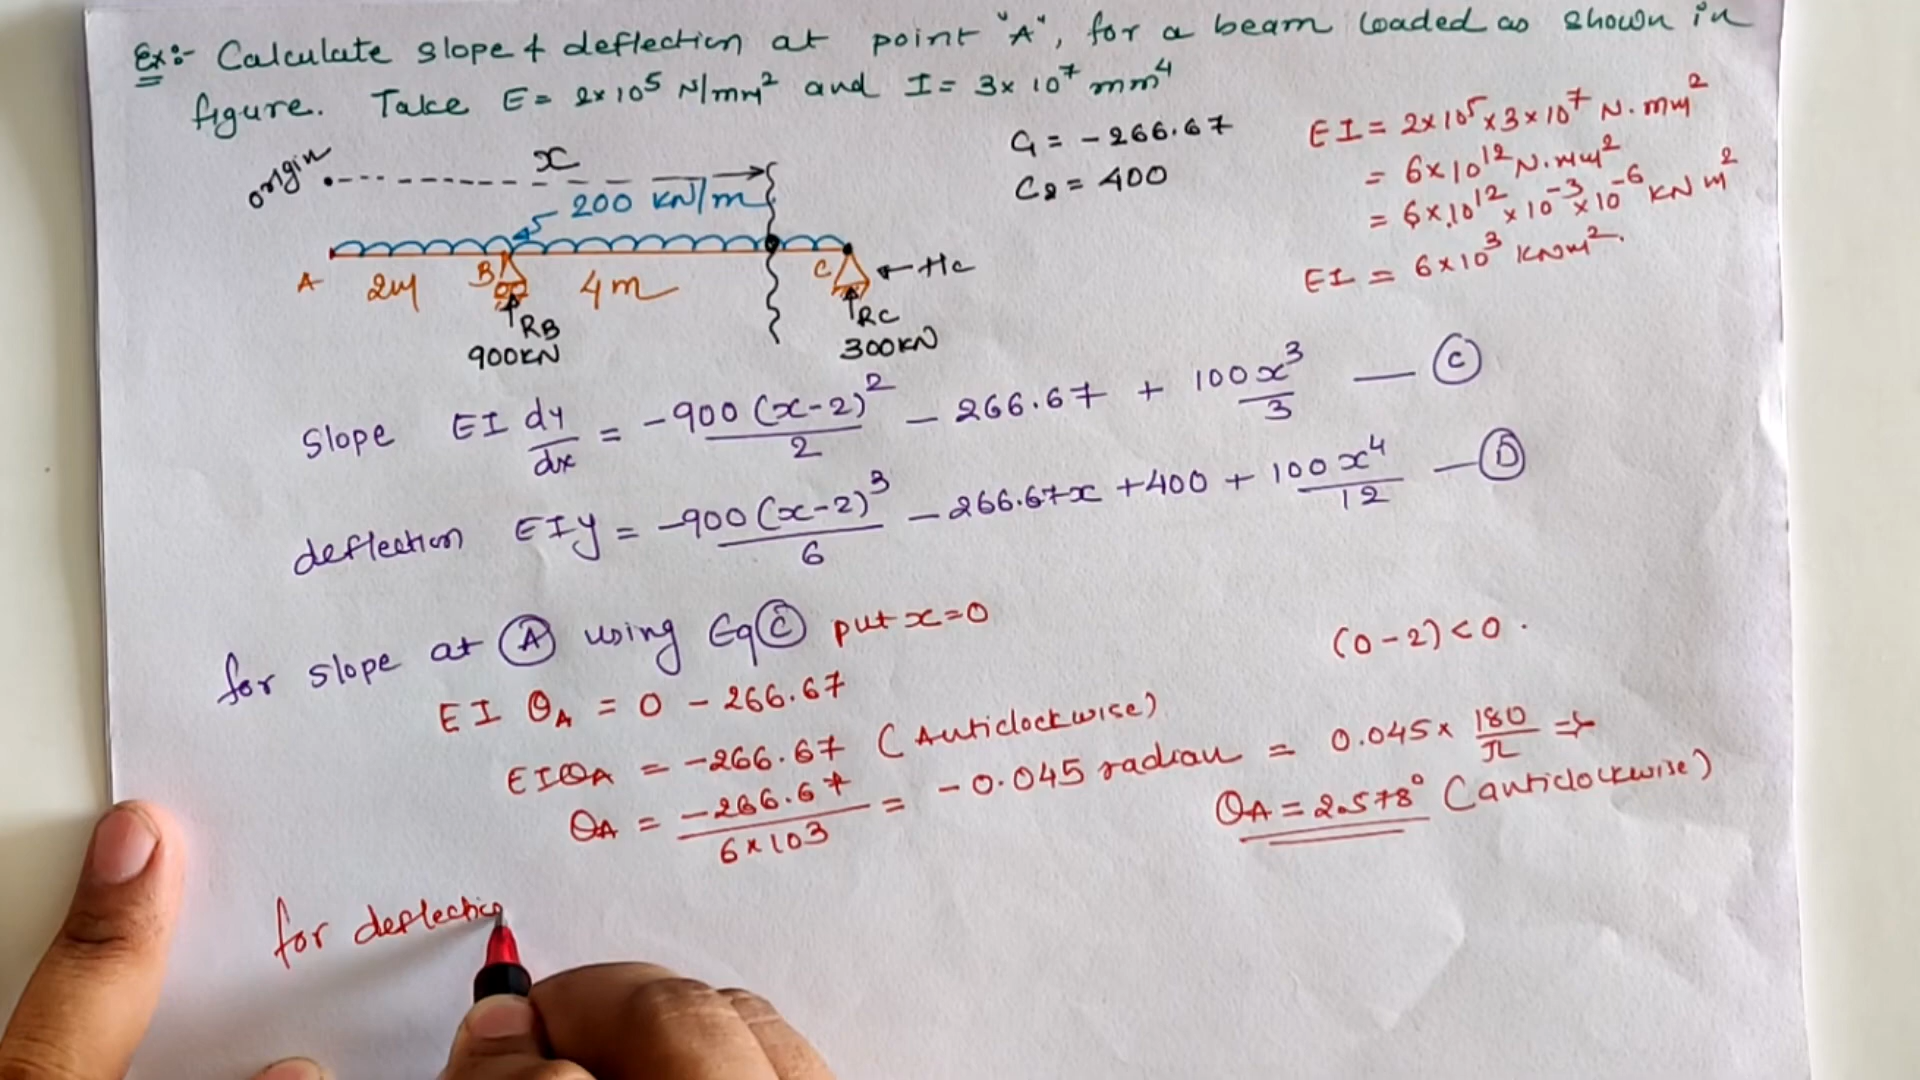 Ex:- Calculate slope & deflection at point "A", for a beam loaded as shown in
figure. Take E = 2×10⁵ N/mm² and I = 3×10⁷ mm⁴
C₁ = -266.67
C₂ = 400
EI = 2×10⁵×3×10⁷ N.mm²
= 6×10¹² N.mm²
= 6×10¹²×10⁻³×10⁻⁶ KN m²
EI = 6×10³ KNm².
origin x
200 KN/m
A 2m B 4m C Hc
RB RC
900KN 300KN
Slope EI dy/dx = -900(x-2)²/2 - 266.67 + 100x³/3 — C
deflection EIy = -900(x-2)³/6 - 266.67x + 400 + 100x⁴/12 — D
for slope at A using Eq C put x=0
(0-2)<0.
EI θA = 0 - 266.67
EIθA = -266.67 (Anticlockwise)
θA = -266.67/6×103 = -0.045 radian = 0.045× 180/π ⇒
θA = 2.578° (anticlockwise)
for deflectio